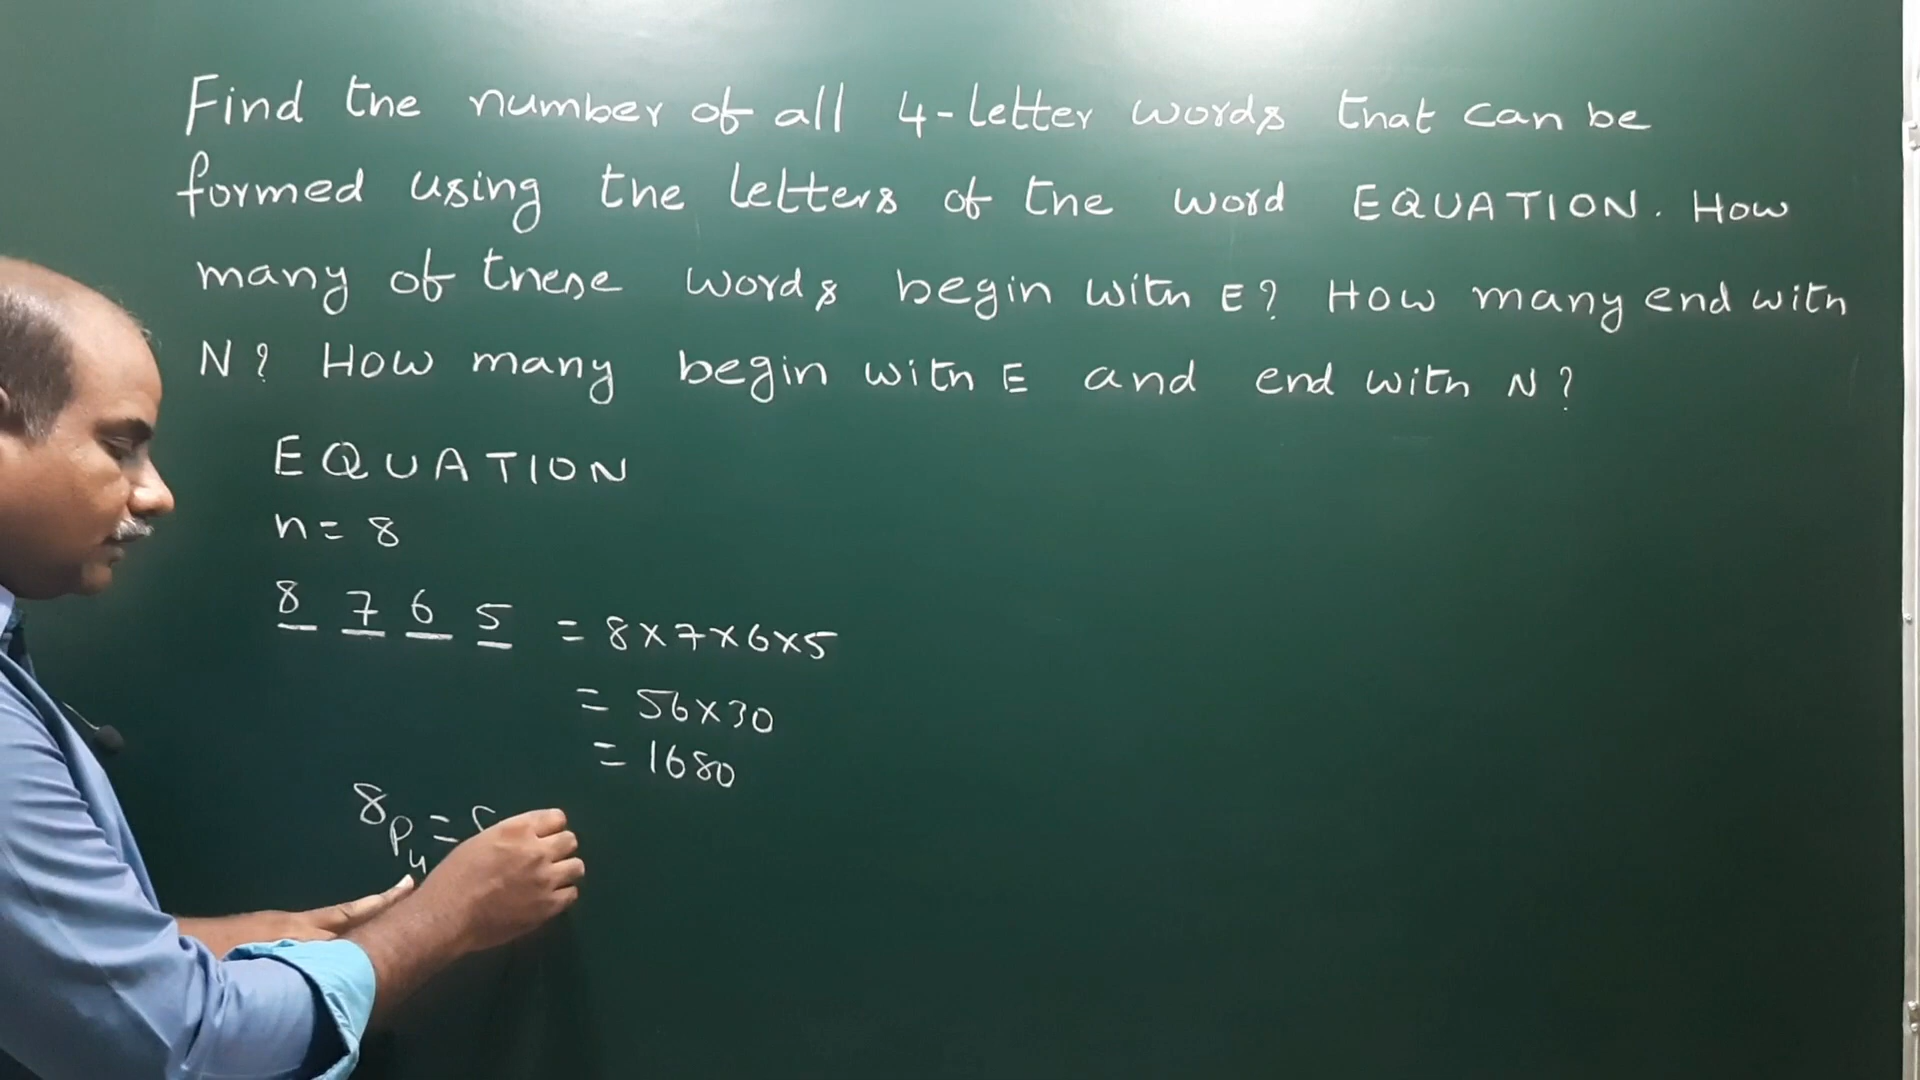 Find the number of all 4-letter words that can be
formed using the letters of the word EQUATION. How
many of these words begin with E? How many end with
N? How many begin with E and end with N?
EQUATION
n = 8
8 7 6 5 = 8×7×6×5
= 56×30
= 1680
8P4 =